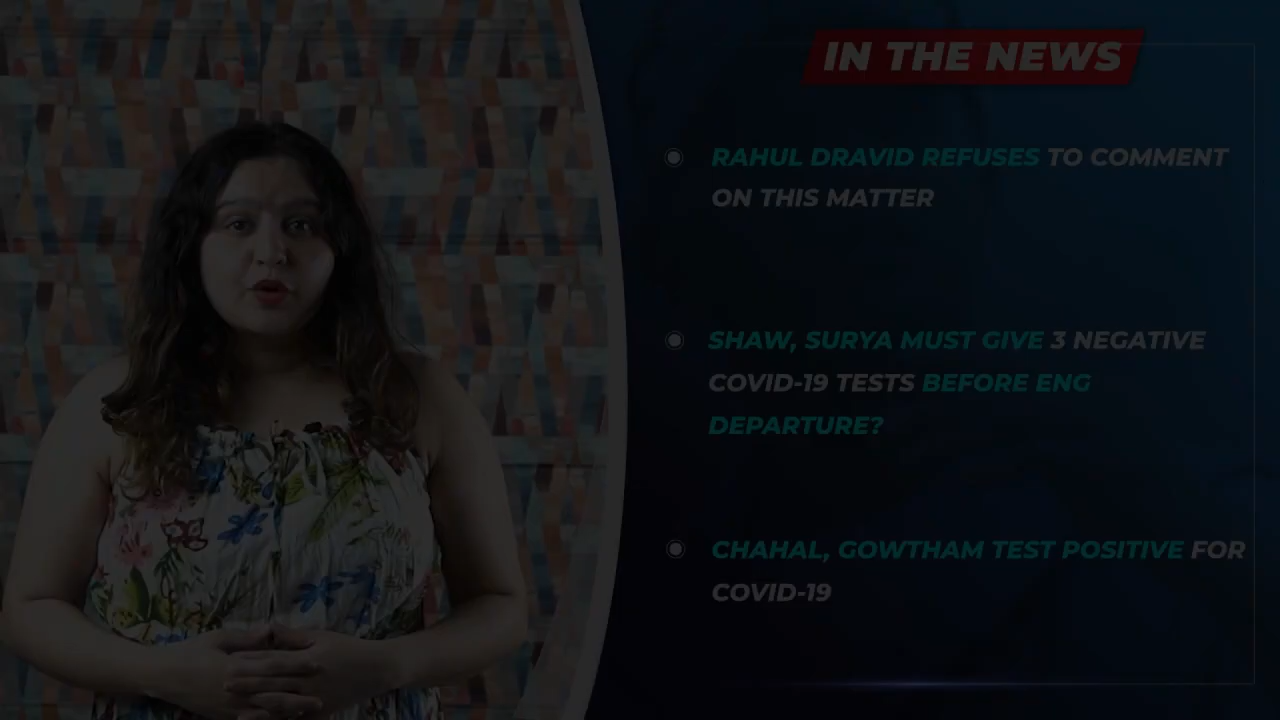 IN THE NEWS
RAHUL DRAVID REFUSES TO COMMENT
ON THIS MATTER
SHAW, SURYA MUST GIVE 3 NEGATIVE
COVID-19 TESTS BEFORE ENG
DEPARTURE?
CHAHAL, GOWTHAM TEST POSITIVE FOR
COVID-19